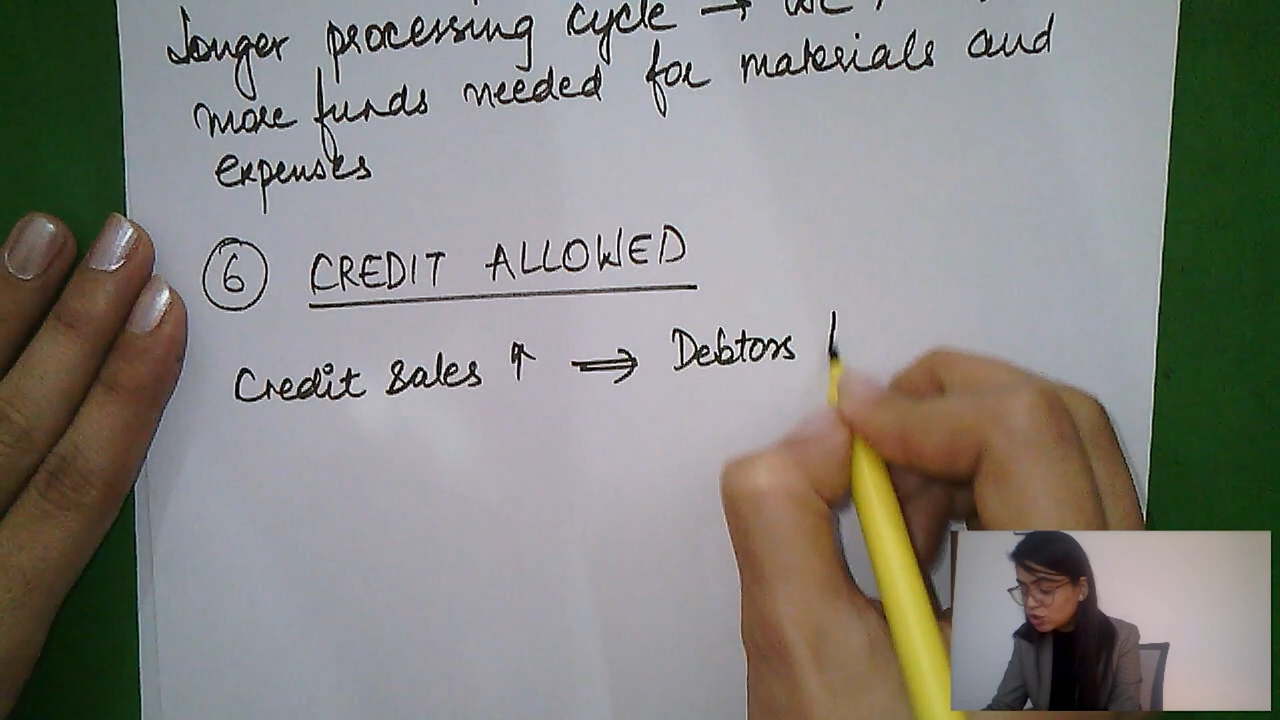 Longer processing cycle →
more funds needed for materials and
expenses
6 CREDIT ALLOWED
Credit sales ↑ ⇒ Debtors